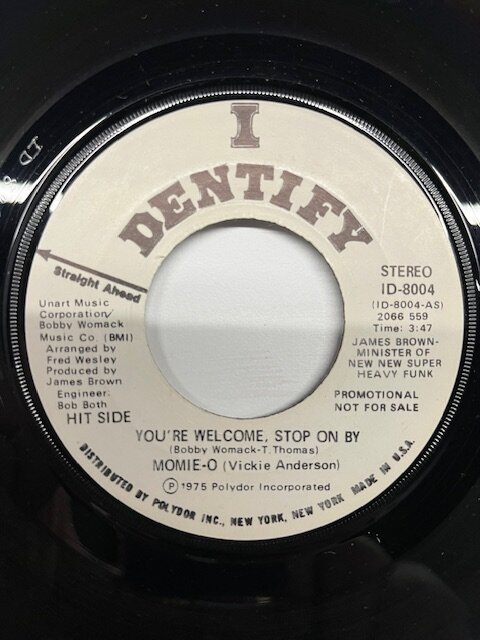 I
DENTIFY
Straight Ahead
STEREO
ID-8004
(ID-8004-AS)
2066 559
Time: 3:47
JAMES BROWN-
MINISTER OF
NEW NEW SUPER
HEAVY FUNK
PROMOTIONAL
NOT FOR SALE
Unart Music
Corporation/
Bobby Womack
Music Co. (BMI)
Arranged by
Fred Wesley
Produced by
James Brown
Engineer:
Bob Both
HIT SIDE
YOU'RE WELCOME, STOP ON BY
(Bobby Womack-T. Thomas)
MOMIE-O (Vickie Anderson)
Ⓟ 1975 Polydor Incorporated
DISTRIBUTED BY POLYDOR INC., NEW YORK, NEW YORK MADE IN U.S.A.